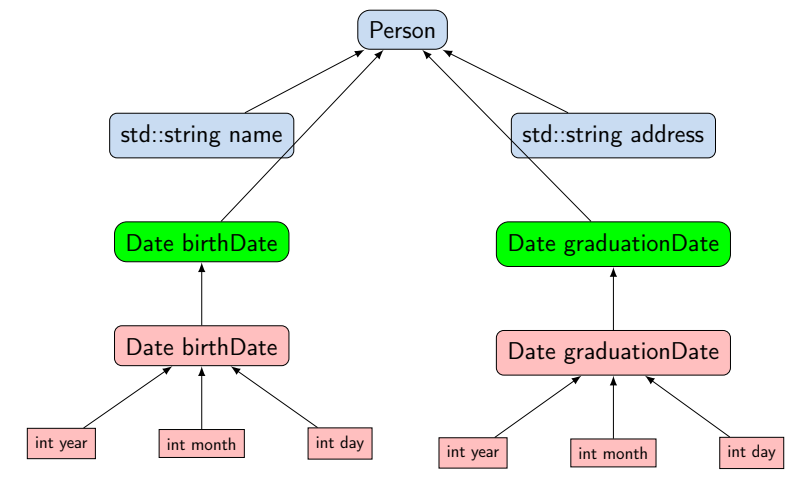 Person
std::string name
std::string address
Date birthDate
Date graduationDate
Date birthDate
Date graduationDate
int year
int month
int day
int year
int month
int day